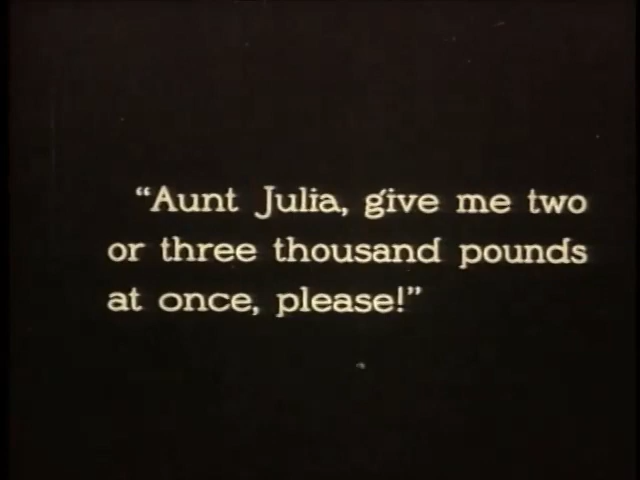 “Aunt Julia, give me two
or three thousand pounds
at once, please!”